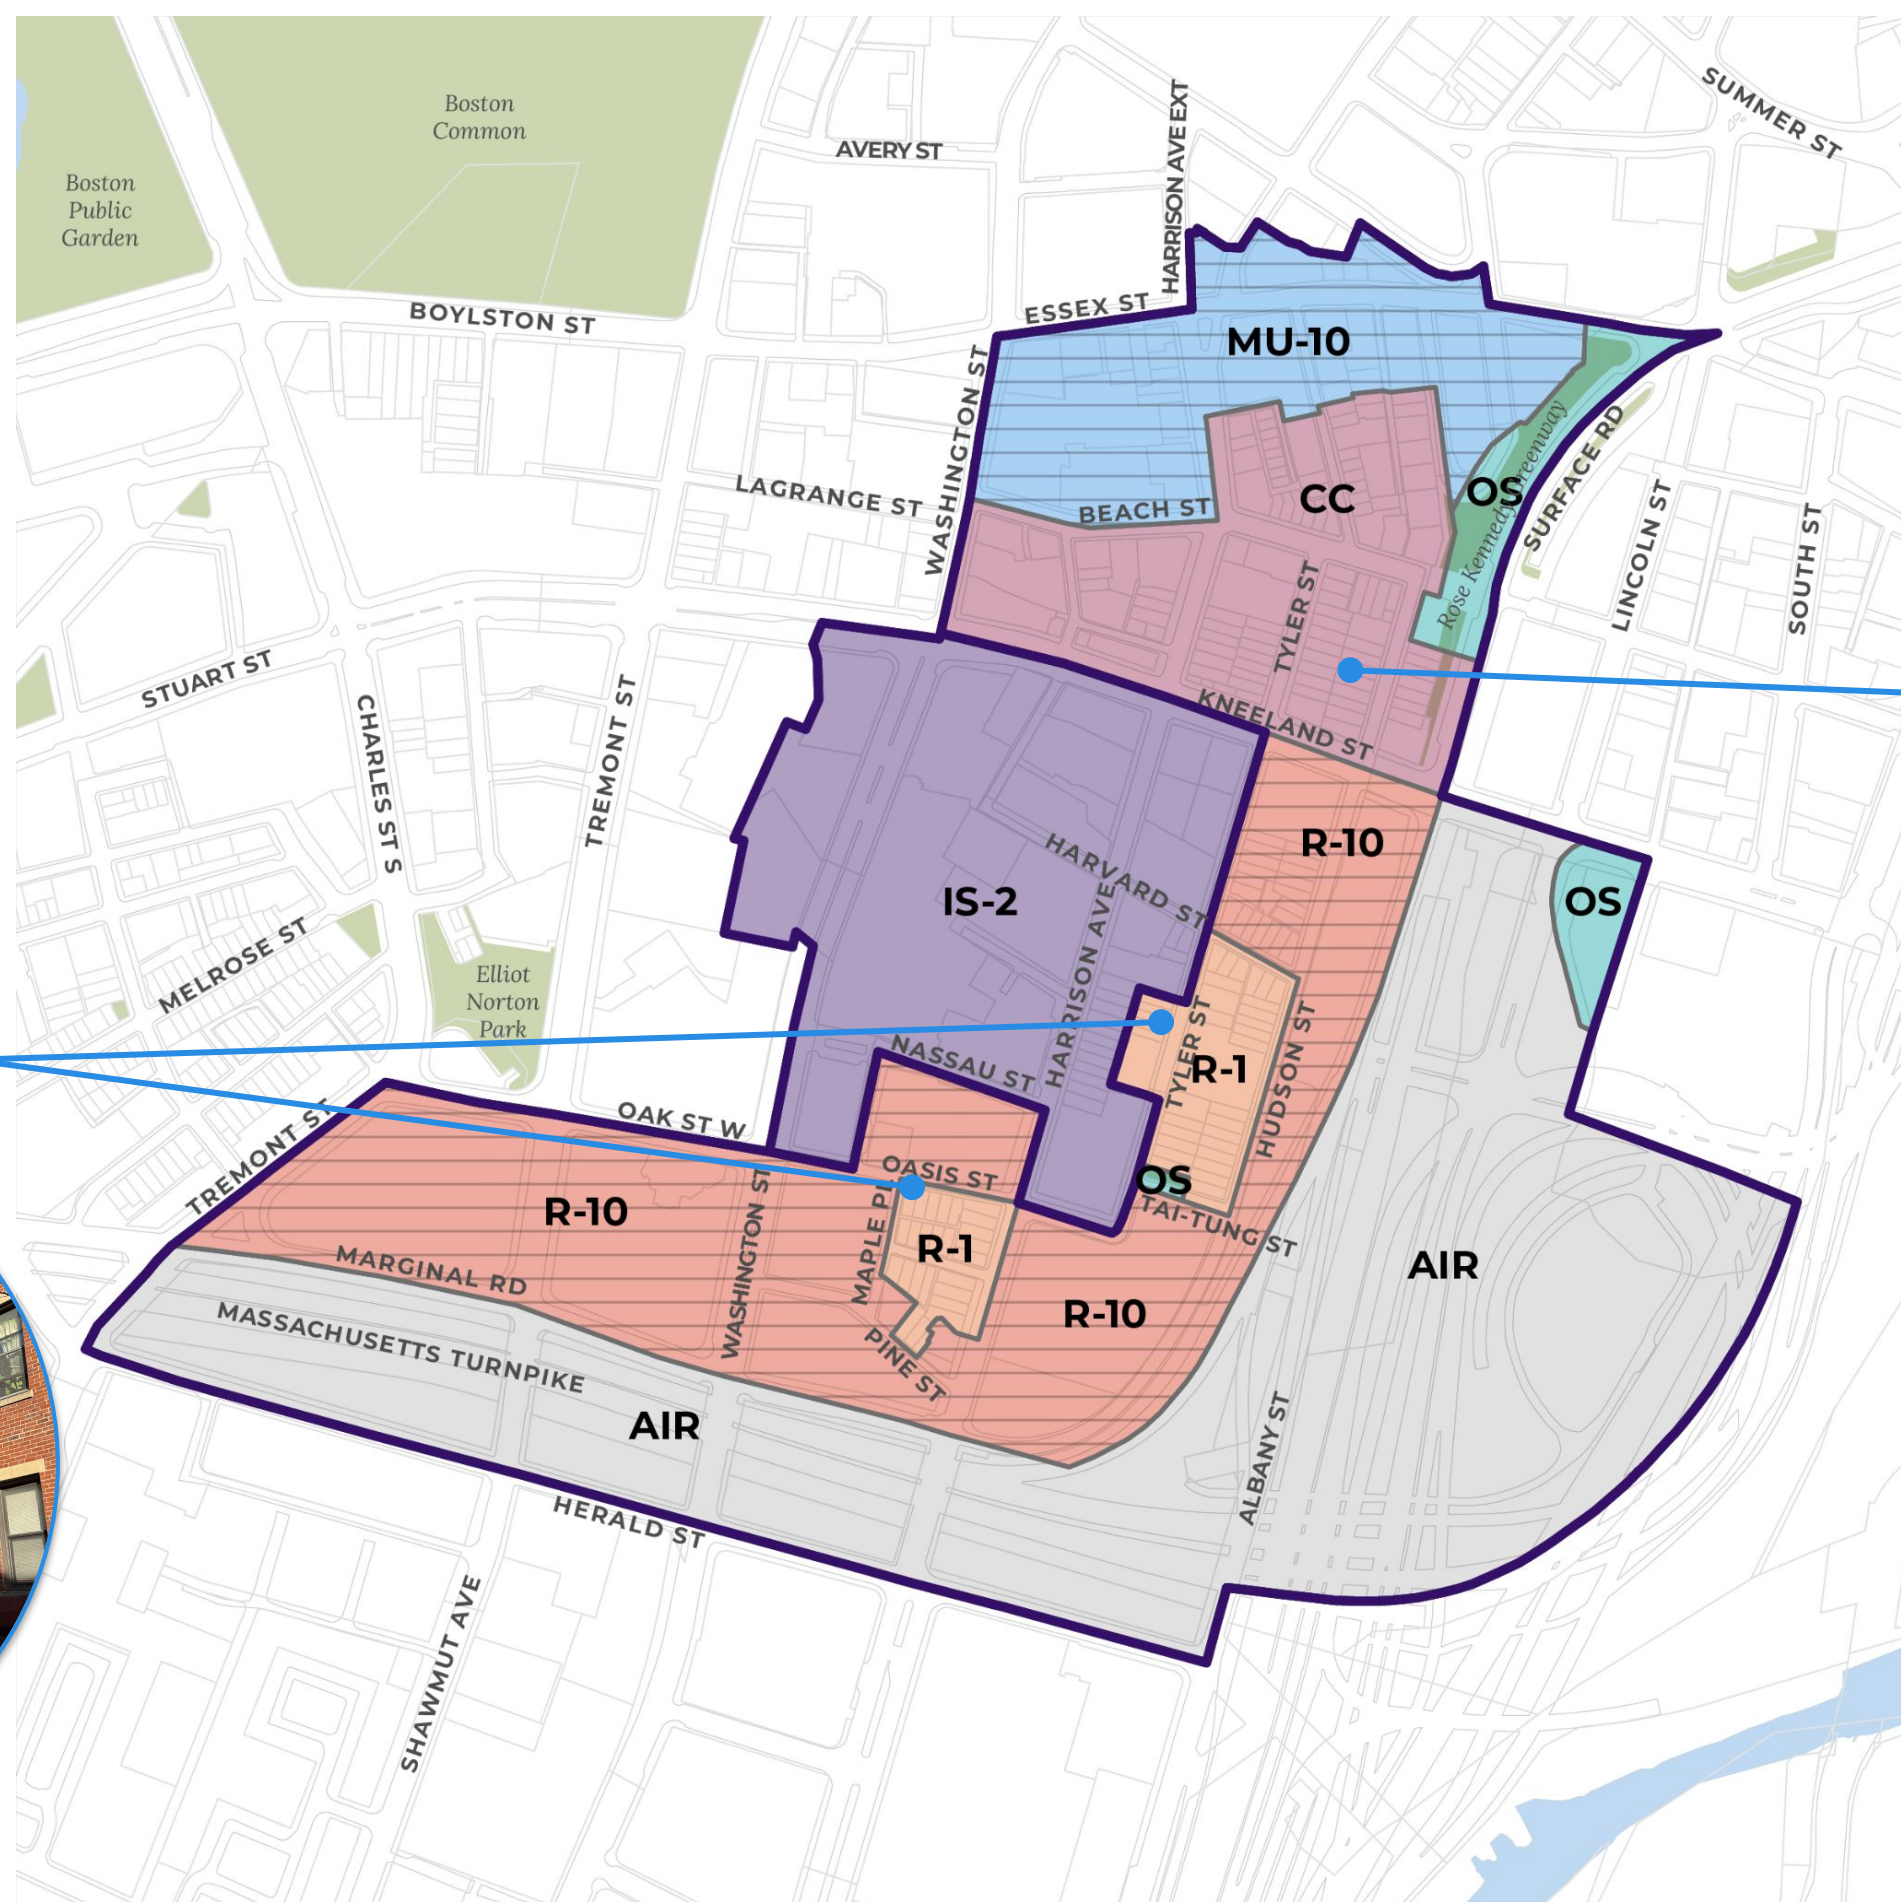 SUMMER ST
Boston
Common
HARRISON AVE EXT
AVERY ST
Boston
Public
Garden
BOYLSTON ST
ESSEX ST
MU-10
WASHINGTON ST
Rose Kennedy Greenway
SURFACE RD
LAGRANGE ST
BEACH ST
CC
OS
LINCOLN ST
SOUTH ST
TYLER ST
STUART ST
CHARLES ST S
TREMONT ST
KNEELAND ST
R-10
HARVARD ST
IS-2
OS
HARRISON AVE
MELROSE ST
Elliot
Norton
Park
NASSAU ST
TYLER ST
R-1
HUDSON ST
TREMONT ST
OAK ST W
OASIS ST
OS
TAI-TUNG ST
R-10
WASHINGTON ST
MAPLE PL
R-1
MARGINAL RD
AIR
R-10
MASSACHUSETTS TURNPIKE
PINE ST
AIR
ALBANY ST
HERALD ST
SHAWMUT AVE